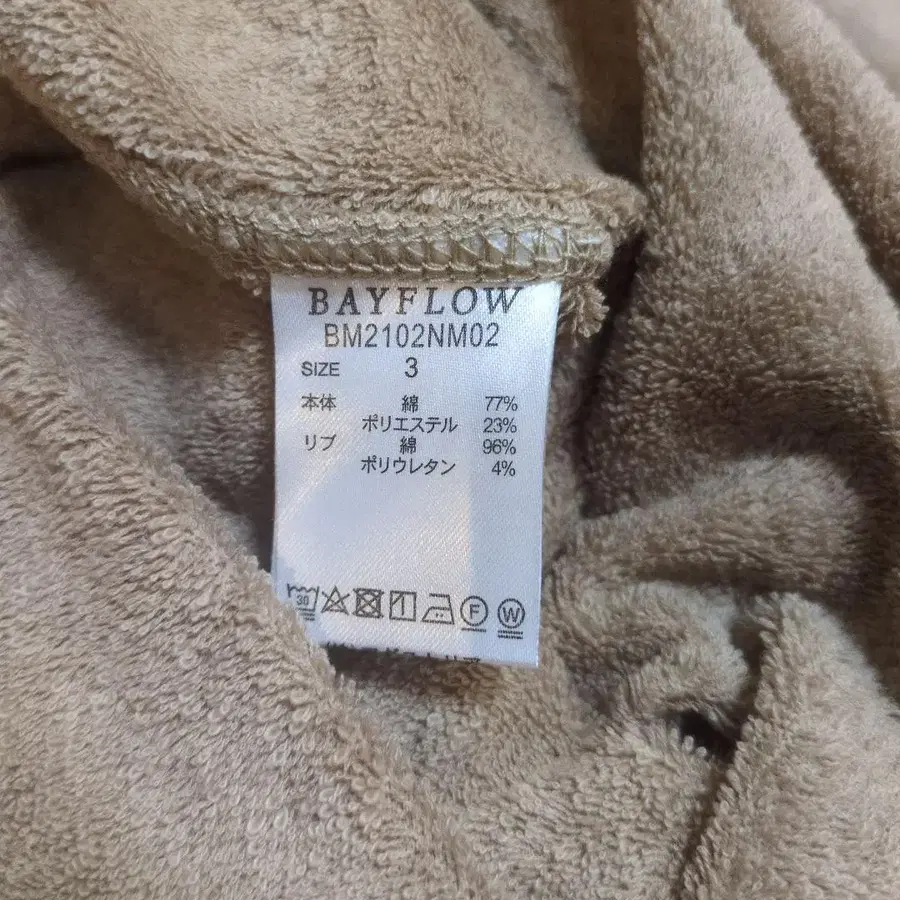 BAYFLOW
BM2102NM02
SIZE 3
本体 綿 77%
ポリエステル 23%
リブ 綿 96%
ポリウレタン 4%
30 F W